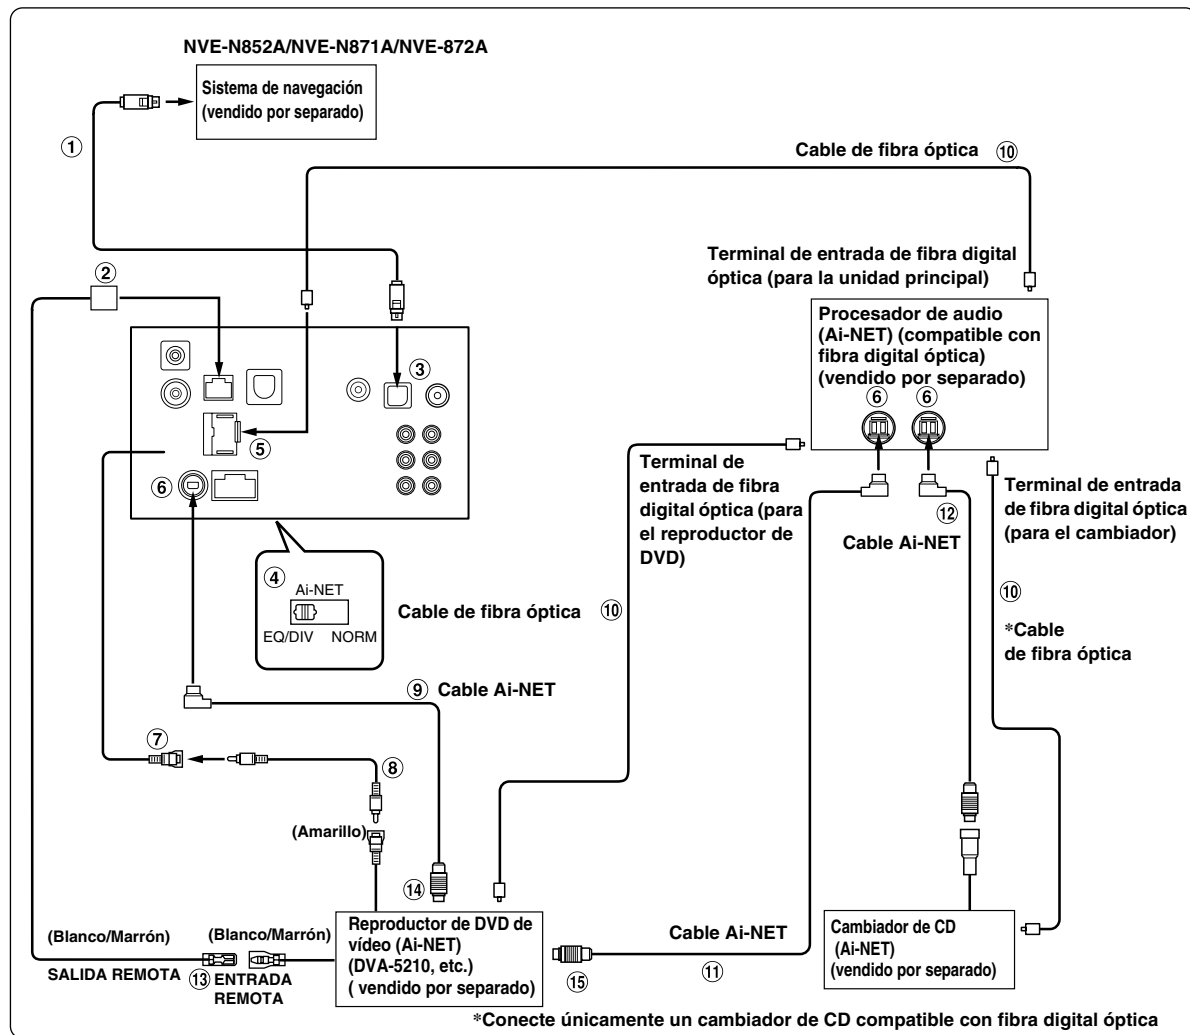 NVE-N852A/NVE-N871A/NVE-872A
Sistema de navegación
(vendido por separado)
①
Cable de fibra óptica ⑩
②
Terminal de entrada de fibra digital
óptica (para la unidad principal)
Procesador de audio
(Ai-NET) (compatible con
fibra digital óptica)
(vendido por separado)
③
⑤
⑥
⑥ ⑥
Terminal de
entrada de fibra
digital óptica (para
el reproductor de
DVD)
⑫
Cable Ai-NET
Terminal de entrada
de fibra digital óptica
(para el cambiador)
④
Ai-NET
EQ/DIV NORM
Cable de fibra óptica ⑩
⑩
*Cable
de fibra óptica
⑨ Cable Ai-NET
⑦
⑧
(Amarillo)
⑭
(Blanco/Marrón)
SALIDA REMOTA
⑬
(Blanco/Marrón)
ENTRADA
REMOTA
Reproductor de DVD de
vídeo (Ai-NET)
(DVA-5210, etc.)
( vendido por separado)
⑮
Cable Ai-NET
⑪
Cambiador de CD
(Ai-NET)
(vendido por separado)
*Conecte únicamente un cambiador de CD compatible con fibra digital óptica